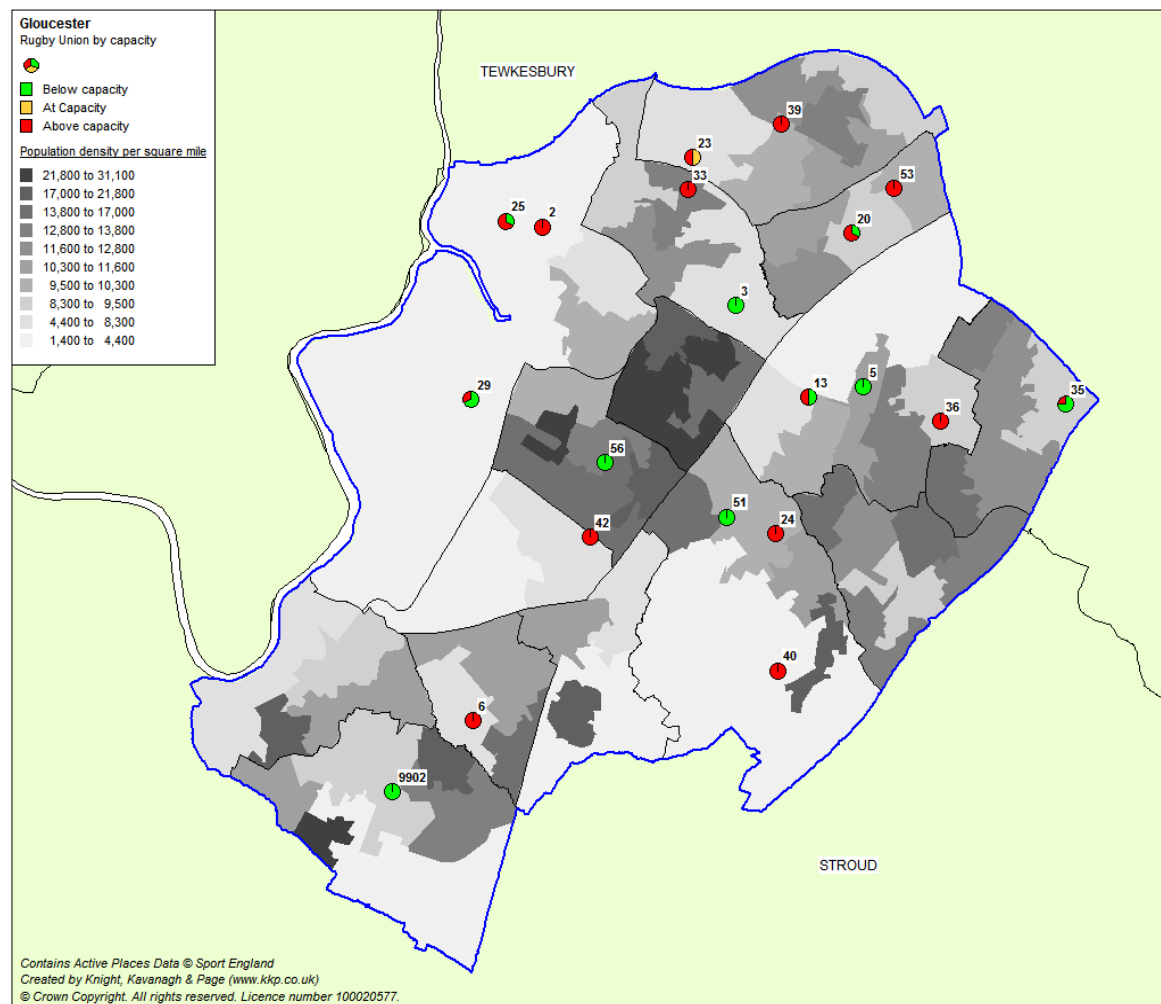 Gloucester
Rugby Union by capacity
Below capacity
At Capacity
Above capacity
Population density per square mile
21,800 to 31,100
17,000 to 21,800
13,800 to 17,000
12,800 to 13,800
11,600 to 12,800
10,300 to 11,600
9,500 to 10,300
8,300 to 9,500
4,400 to 8,300
1,400 to 4,400
TEWKESBURY
39
23
33
53
25
2
20
3
29
13
5
36
35
56
51
24
42
40
6
9902
STROUD
Contains Active Places Data © Sport England
Created by Knight, Kavanagh & Page (www.kkp.co.uk)
© Crown Copyright. All rights reserved. Licence number 100020577.